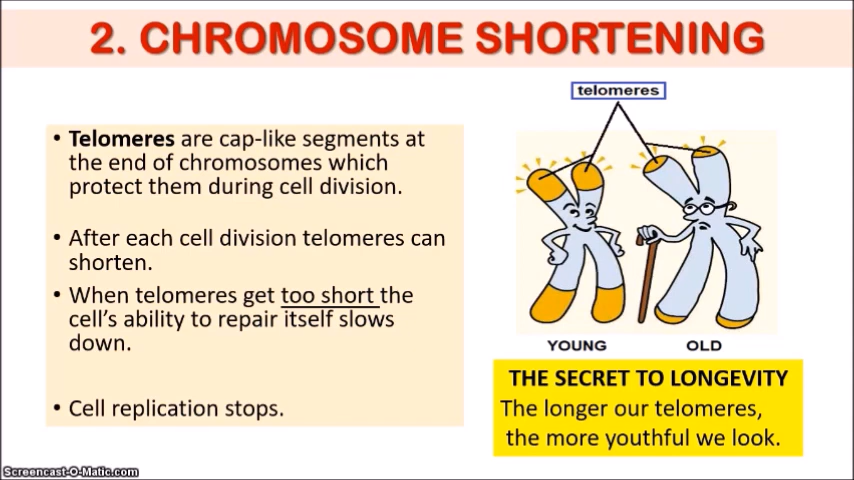 2. CHROMOSOME SHORTENING
telomeres
• Telomeres are cap-like segments at
the end of chromosomes which
protect them during cell division.
• After each cell division telomeres can
shorten.
• When telomeres get too short the
cell's ability to repair itself slows
down.
• Cell replication stops.
YOUNG
OLD
THE SECRET TO LONGEVITY
The longer our telomeres,
the more youthful we look.
Screencast-O-Matic.com